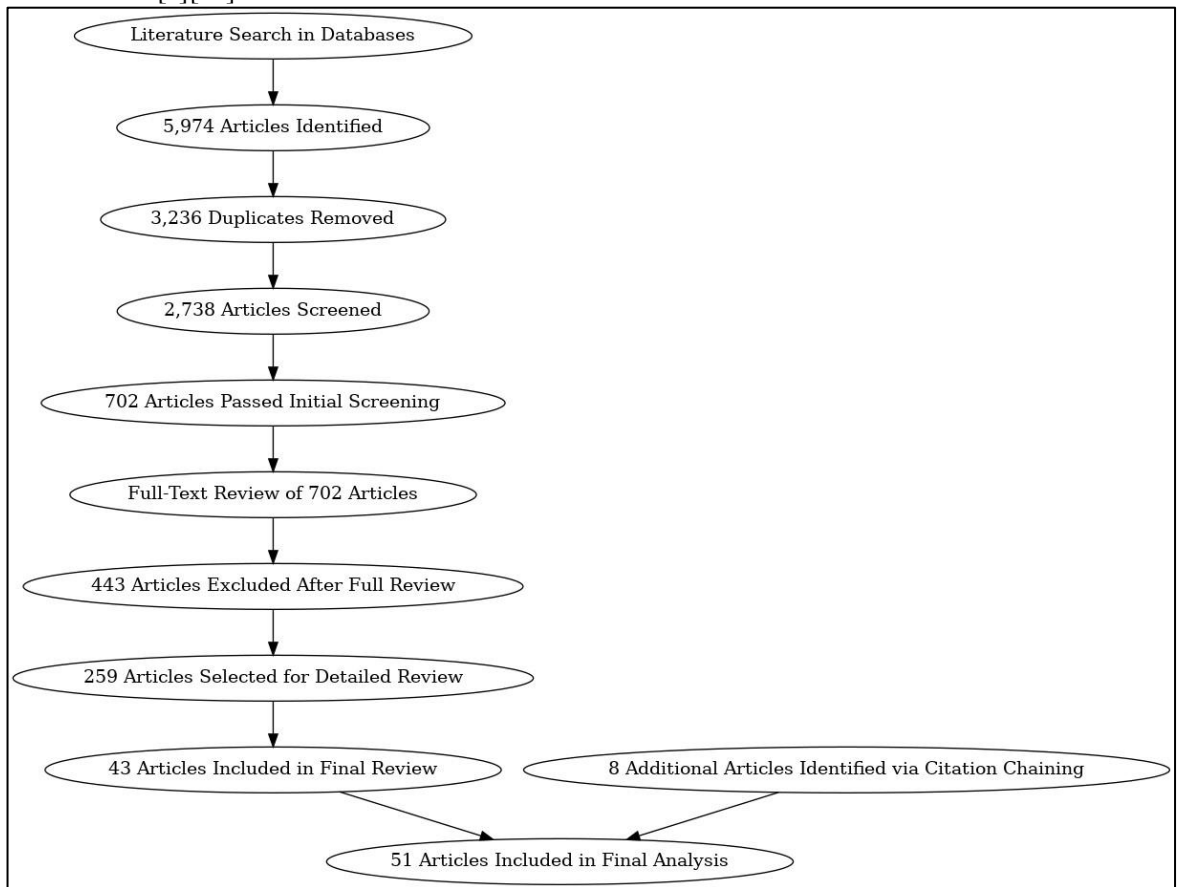 Literature Search in Databases
5,974 Articles Identified
3,236 Duplicates Removed
2,738 Articles Screened
702 Articles Passed Initial Screening
Full-Text Review of 702 Articles
443 Articles Excluded After Full Review
259 Articles Selected for Detailed Review
43 Articles Included in Final Review
8 Additional Articles Identified via Citation Chaining
51 Articles Included in Final Analysis